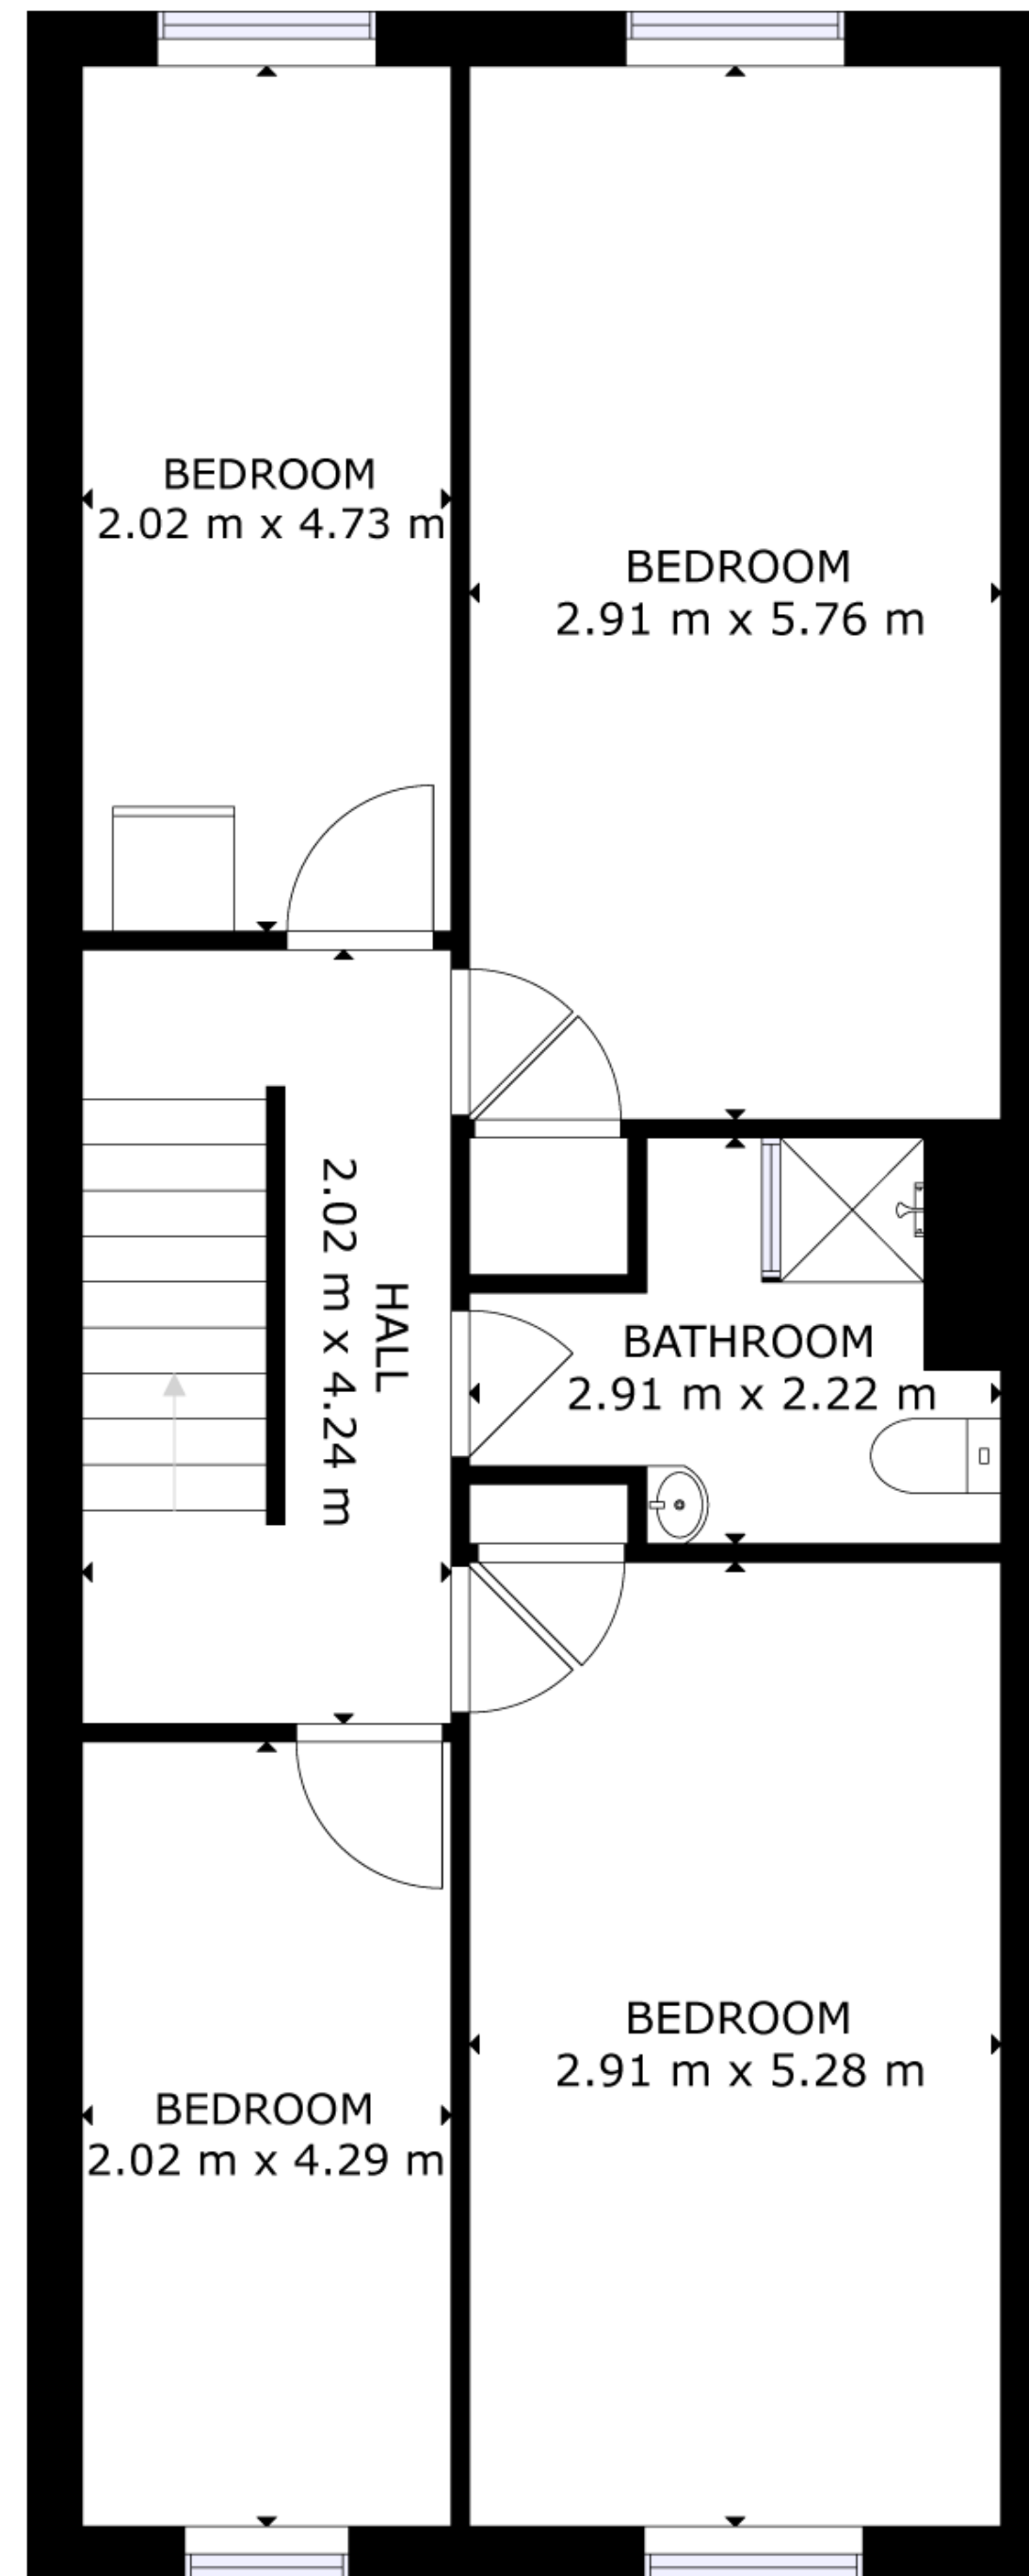 BEDROOM
2.02 m x 4.73 m
BEDROOM
2.91 m x 5.76 m
HALL
2.02 m x 4.24 m
BATHROOM
2.91 m x 2.22 m
BEDROOM
2.91 m x 5.28 m
BEDROOM
2.02 m x 4.29 m